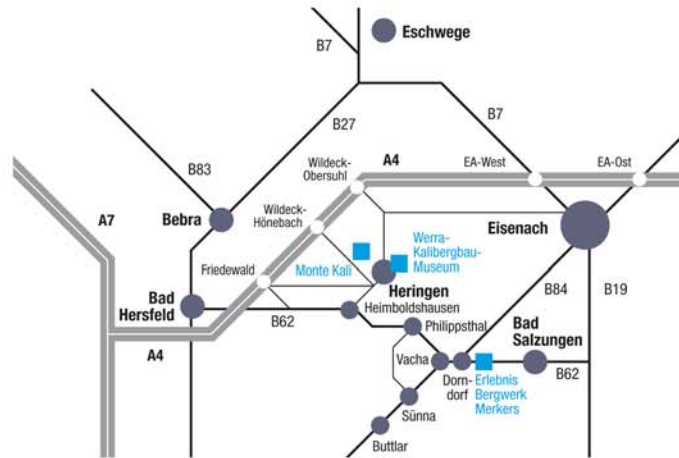 Eschwege
B7
B27
B7
B83
Wildeck-
Obersuhl
A4
EA-West
EA-Ost
A7
Bebra
Wildeck-
Hönebach
Eisenach
Monte Kali
Werra-
Kalibergbau-
Museum
Friedewald
Heringen
Bad
Hersfeld
B62
Heimboldshausen
B84
B19
A4
Philippsthal
Bad
Salzungen
Vacha
Dorn-
dorf
Erlebnis
Bergwerk
Merkers
B62
Sünna
Buttlar